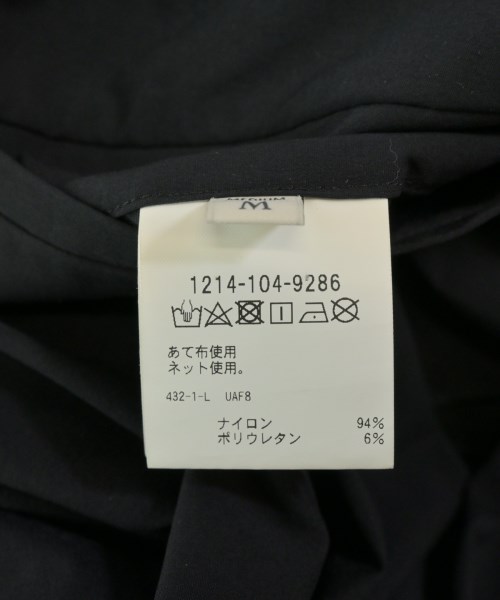 MEDIUM
M
1214-104-9286
あて布使用
ネット使用。
432-1-L UAF8
ナイロン 94%
ポリウレタン 6%